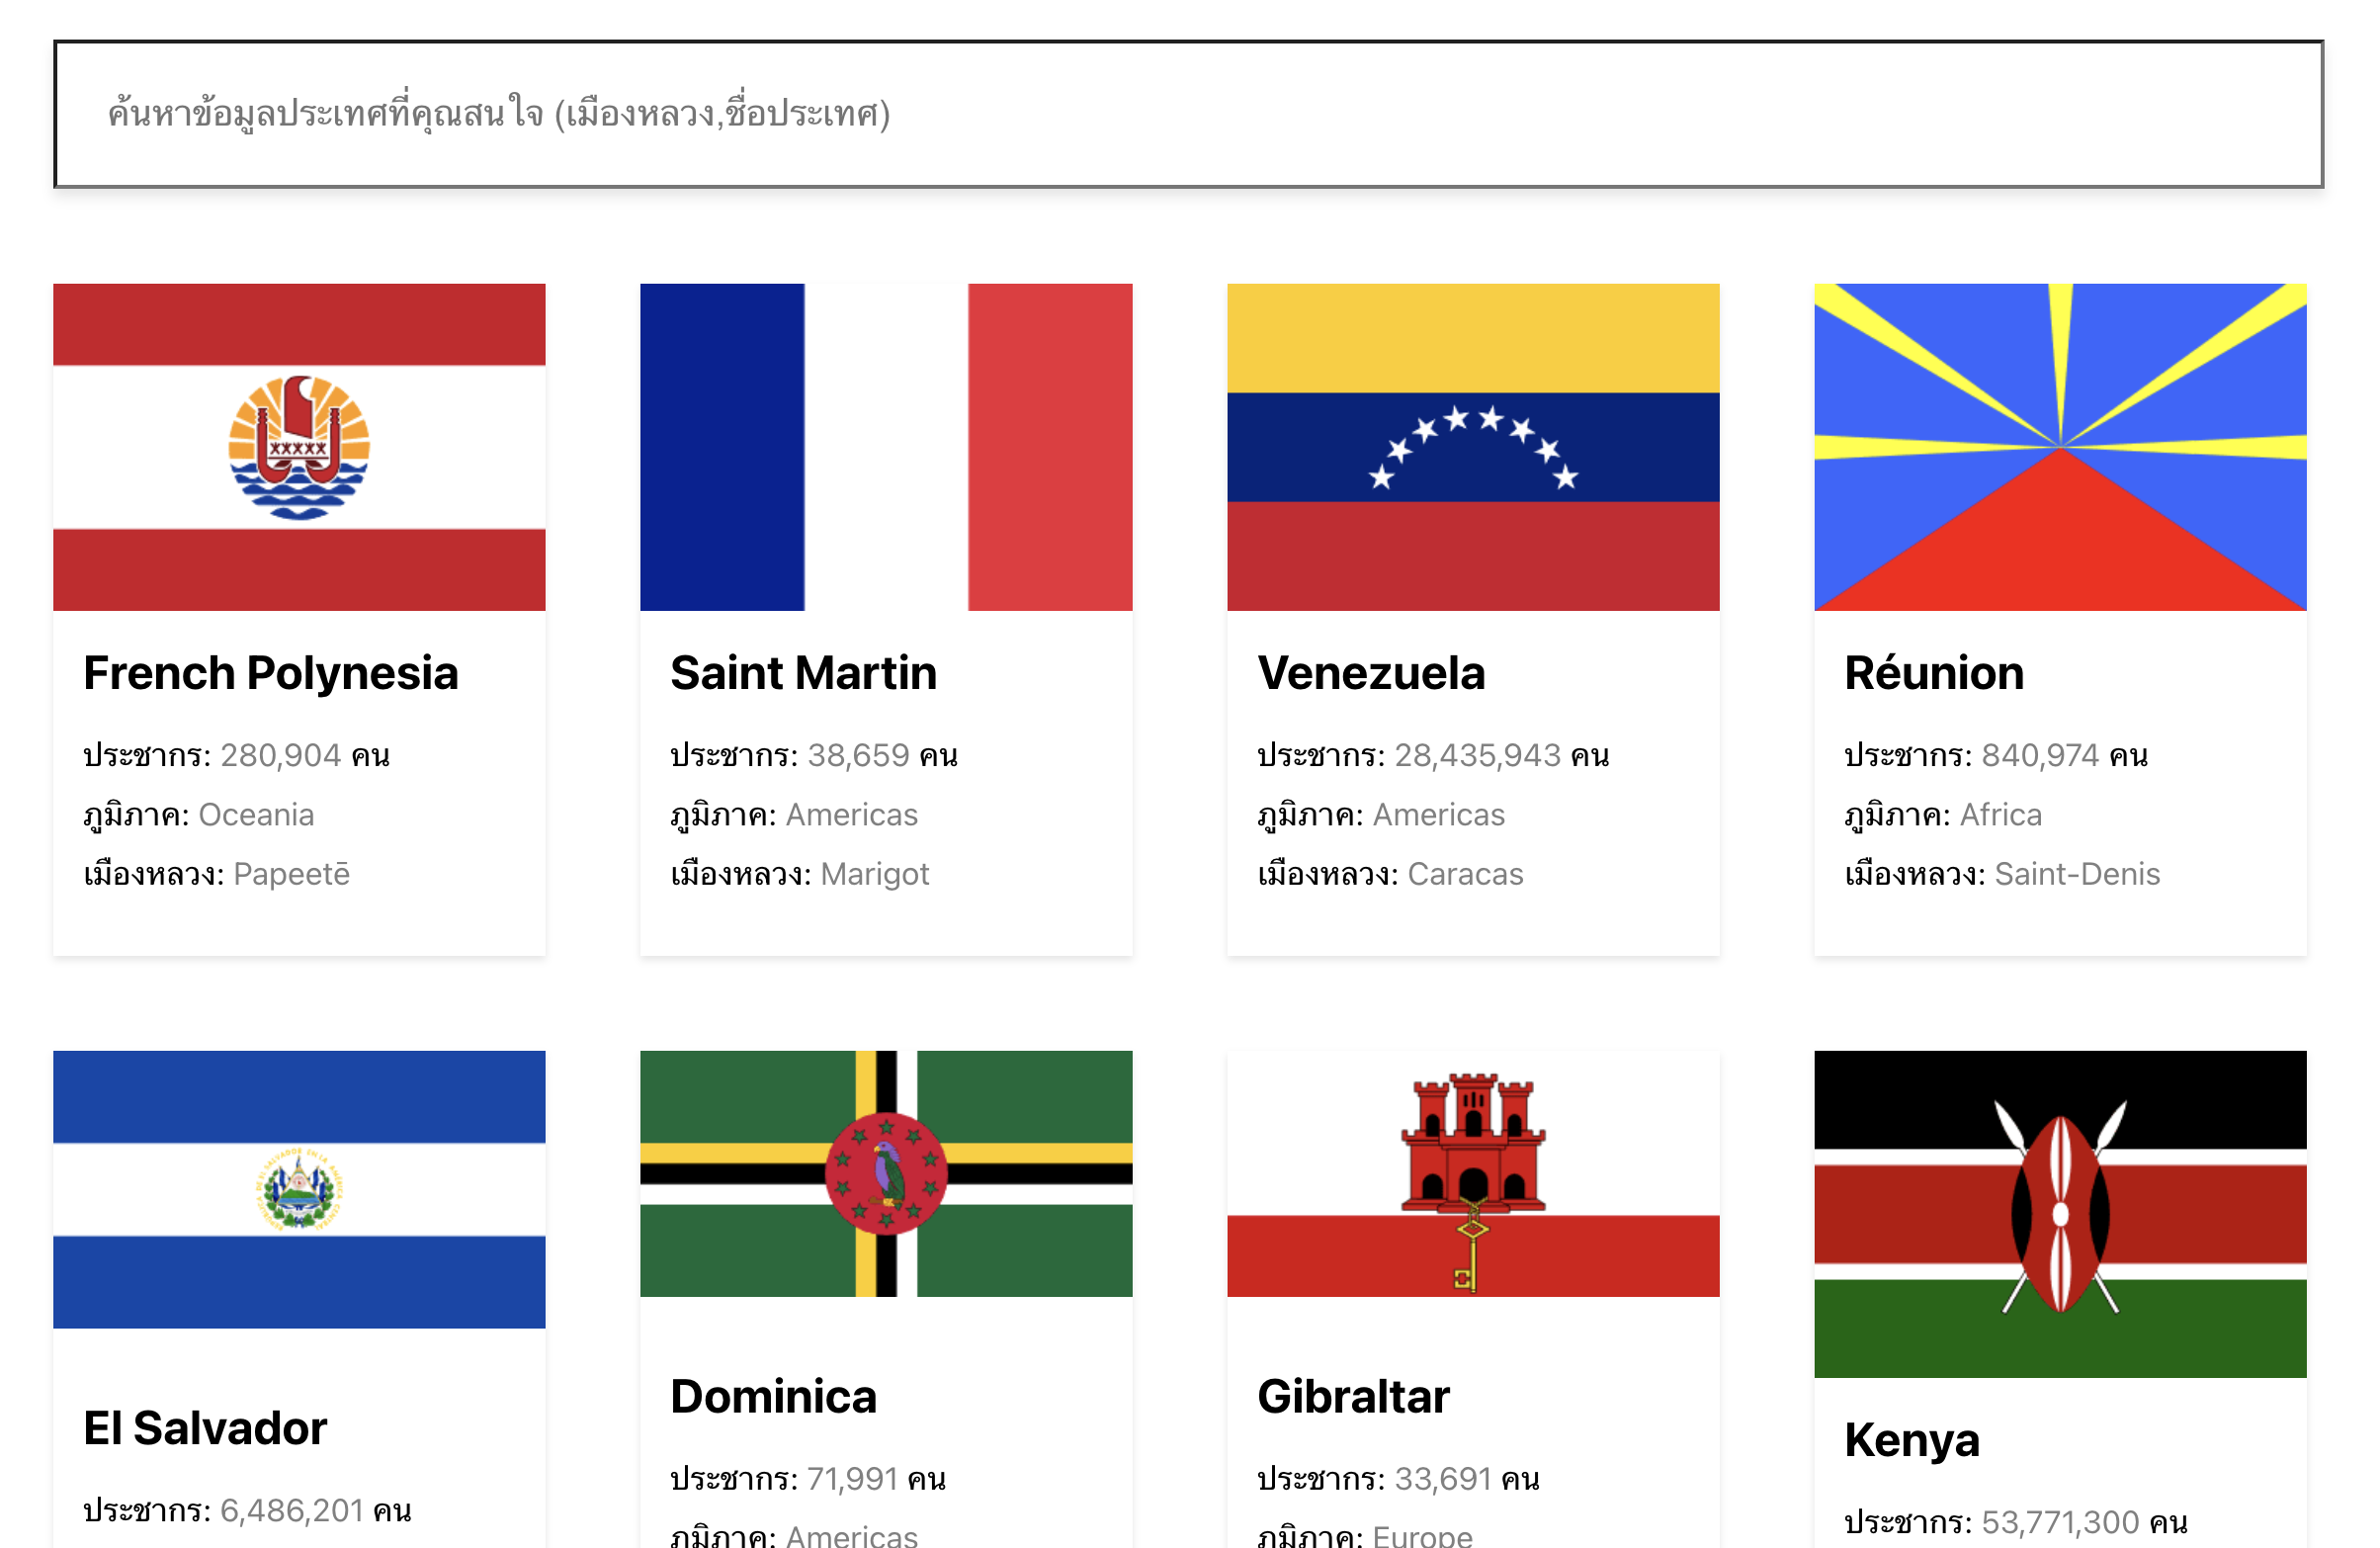 ค้นหาข้อมูลประเทศที่คุณสนใจ (เมืองหลวง,ชื่อประเทศ)
French Polynesia
ประชากร: 280,904 คน
ภูมิภาค: Oceania
เมืองหลวง: Papeetē
Saint Martin
ประชากร: 38,659 คน
ภูมิภาค: Americas
เมืองหลวง: Marigot
Venezuela
ประชากร: 28,435,943 คน
ภูมิภาค: Americas
เมืองหลวง: Caracas
Réunion
ประชากร: 840,974 คน
ภูมิภาค: Africa
เมืองหลวง: Saint-Denis
El Salvador
ประชากร: 6,486,201 คน
Dominica
ประชากร: 71,991 คน
ภูมิภาค: Americas
Gibraltar
ประชากร: 33,691 คน
ภูมิภาค: Europe
Kenya
ประชากร: 53,771,300 คน